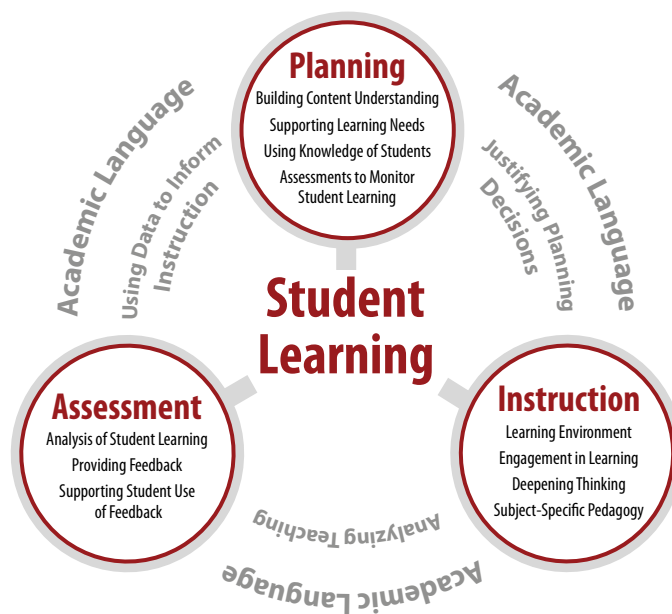 Planning
Building Content Understanding
Supporting Learning Needs
Using Knowledge of Students
Assessments to Monitor
Student Learning
Academic Language
Using Data to Inform
Instruction
Academic Language
Justifying Planning
Decisions
Student
Learning
Assessment
Analysis of Student Learning
Providing Feedback
Supporting Student Use
of Feedback
Instruction
Learning Environment
Engagement in Learning
Deepening Thinking
Subject-Specific Pedagogy
Analyzing Teaching
Academic Language